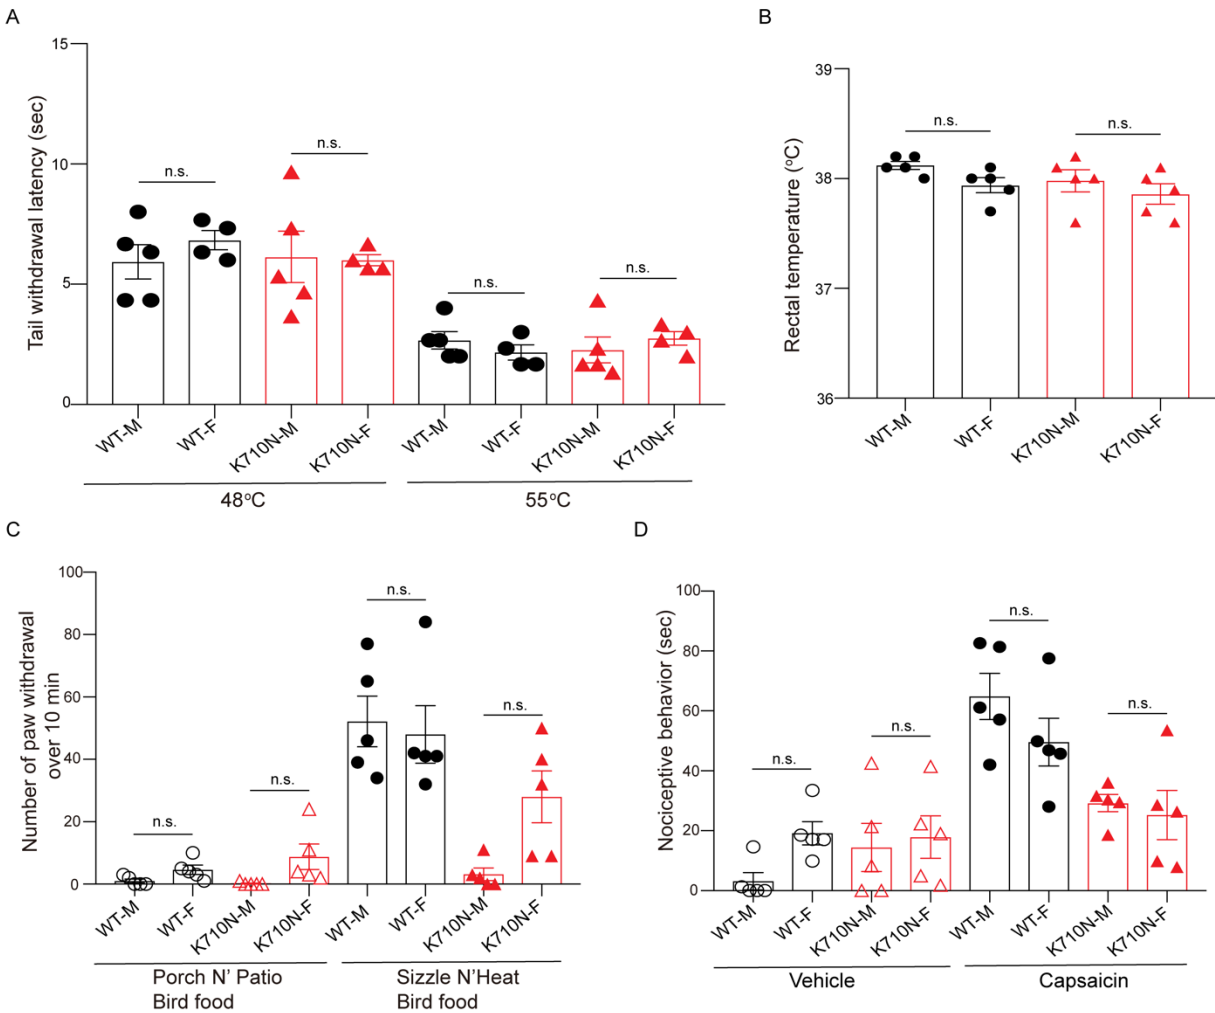 A
Tail withdrawal latency (sec)
15
10
5
0
n.s.
n.s.
n.s.
n.s.
WT-M
WT-F
K710N-M
K710N-F
WT-M
WT-F
K710N-M
K710N-F
48°C
55°C
B
Rectal temperature (°C)
39
38
37
36
n.s.
n.s.
WT-M
WT-F
K710N-M
K710N-F
C
Number of paw withdrawal
over 10 min
100
80
60
40
20
0
n.s.
n.s.
n.s.
n.s.
WT-M
WT-F
K710N-M
K710N-F
WT-M
WT-F
K710N-M
K710N-F
Porch N' Patio
Bird food
Sizzle N'Heat
Bird food
D
Nociceptive behavior (sec)
100
80
60
40
20
0
n.s.
n.s.
n.s.
n.s.
WT-M
WT-F
K710N-M
K710N-F
WT-M
WT-F
K710N-M
K710N-F
Vehicle
Capsaicin